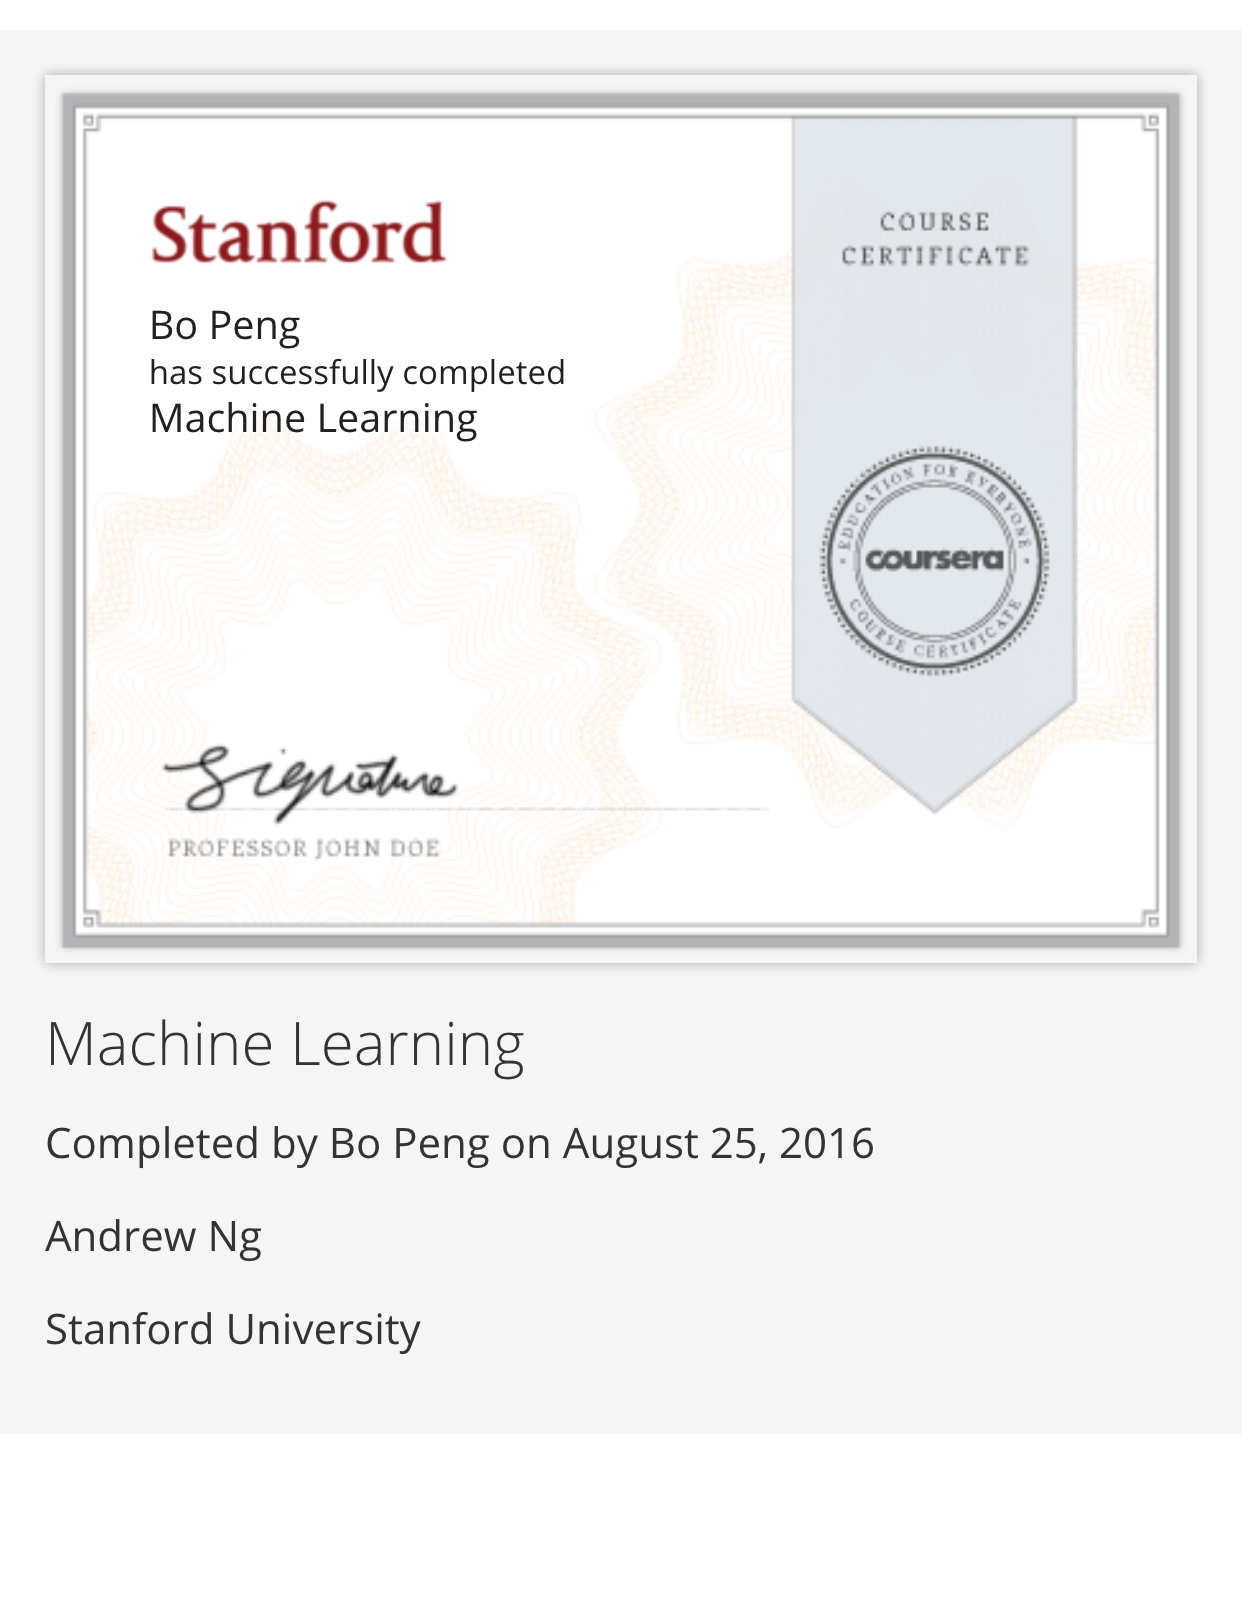 Stanford
Bo Peng
has successfully completed
Machine Learning
COURSE
CERTIFICATE
EDUCATION FOR EVERYONE
coursera
COURSE CERTIFICATE
Signature
PROFESSOR JOHN DOE
Machine Learning
Completed by Bo Peng on August 25, 2016
Andrew Ng
Stanford University